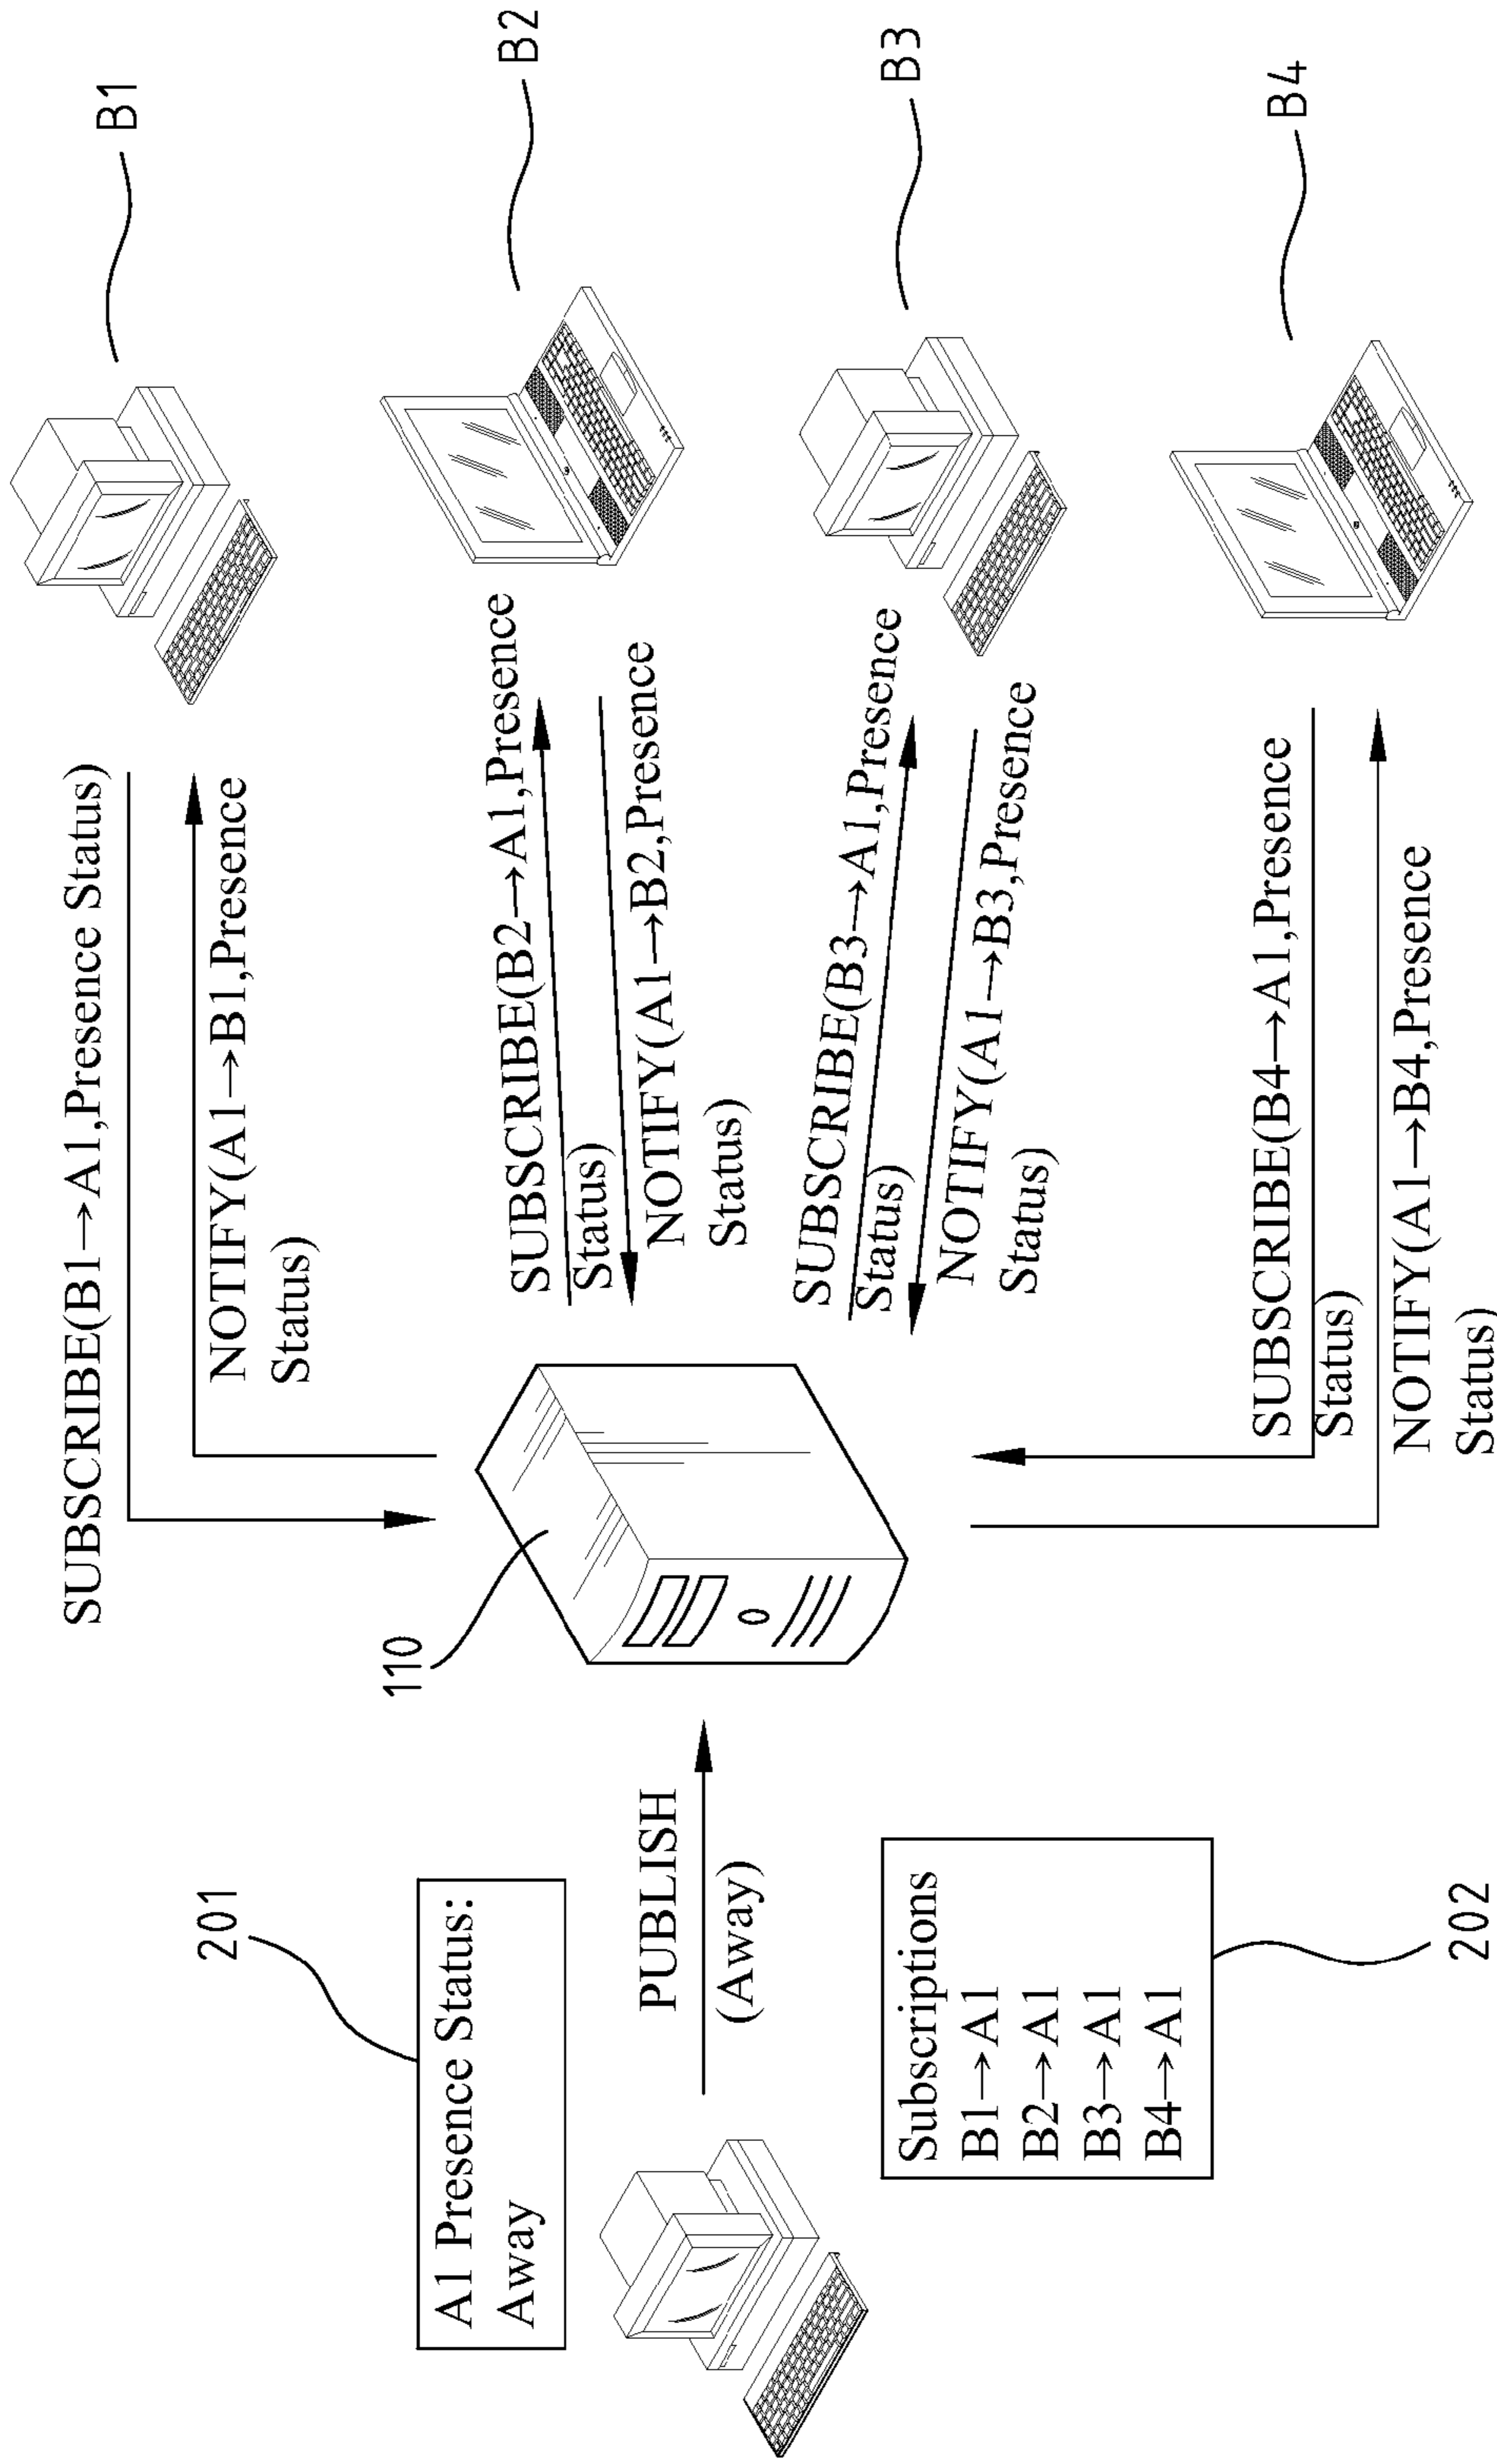 B1
SUBSCRIBE(B1→A1,Presence Status)
NOTIFY(A1→B1,Presence
Status)
B2
SUBSCRIBE(B2→A1,Presence
Status)
NOTIFY(A1→B2,Presence
Status)
110
201
A1 Presence Status:
Away
PUBLISH
(Away)
B3
SUBSCRIBE(B3→A1,Presence
Status)
NOTIFY(A1→B3,Presence
Status)
Subscriptions
B1→A1
B2→A1
B3→A1
B4→A1
202
B4
SUBSCRIBE(B4→A1,Presence
Status)
NOTIFY(A1→B4,Presence
Status)